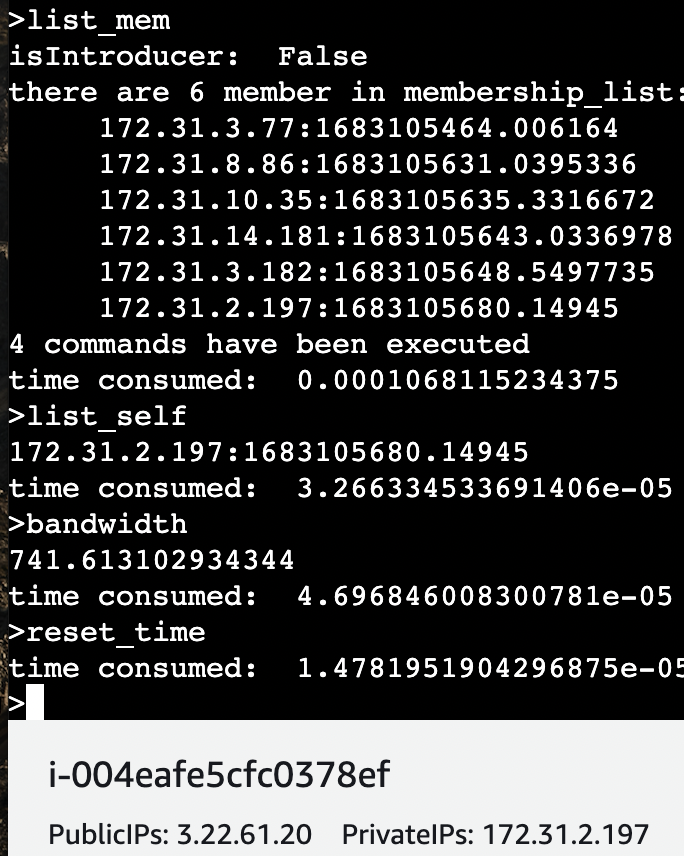 >list_mem
isIntroducer:  False
there are 6 member in membership_list:
172.31.3.77:1683105464.006164
172.31.8.86:1683105631.0395336
172.31.10.35:1683105635.3316672
172.31.14.181:1683105643.0336978
172.31.3.182:1683105648.5497735
172.31.2.197:1683105680.14945
4 commands have been executed
time consumed:  0.0001068115234375
>list_self
172.31.2.197:1683105680.14945
time consumed:  3.266334533691406e-05
>bandwidth
741.613102934344
time consumed:  4.696846008300781e-05
>reset_time
time consumed:  1.4781951904296875e-05
>
i-004eafe5cfc0378ef
PublicIPs: 3.22.61.20 PrivateIPs: 172.31.2.197